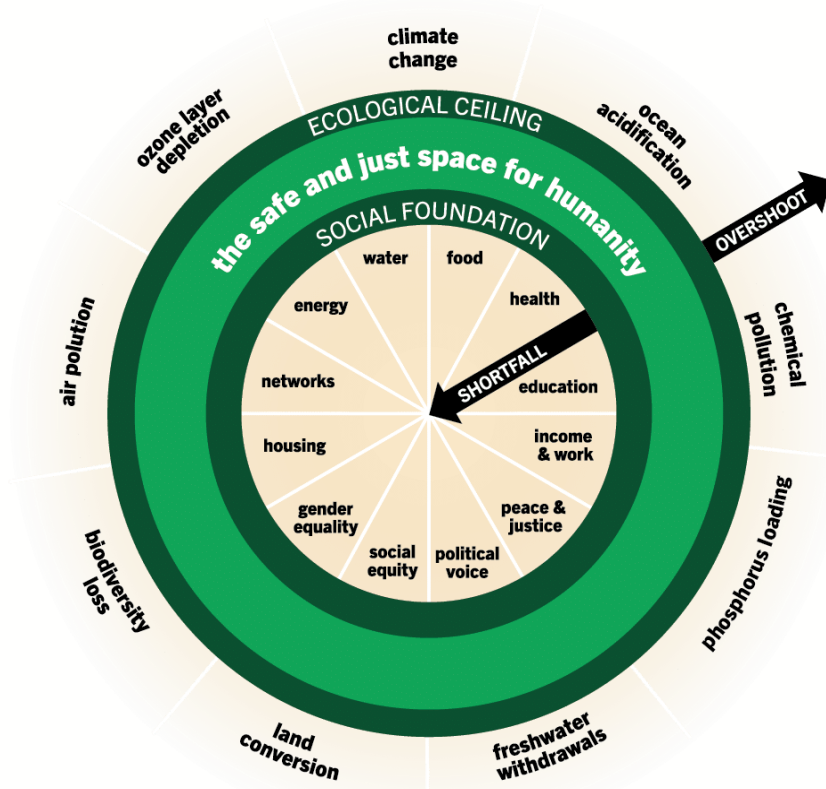 climate
change
ocean
acidification
OVERSHOOT
chemical
pollution
phosphorus loading
freshwater
withdrawals
land
conversion
biodiversity
loss
air polution
ozone layer
depletion
ECOLOGICAL CEILING
the safe and just space for humanity
SOCIAL FOUNDATION
water
food
health
SHORTFALL
education
income
& work
peace &
justice
political
voice
social
equity
gender
equality
housing
networks
energy